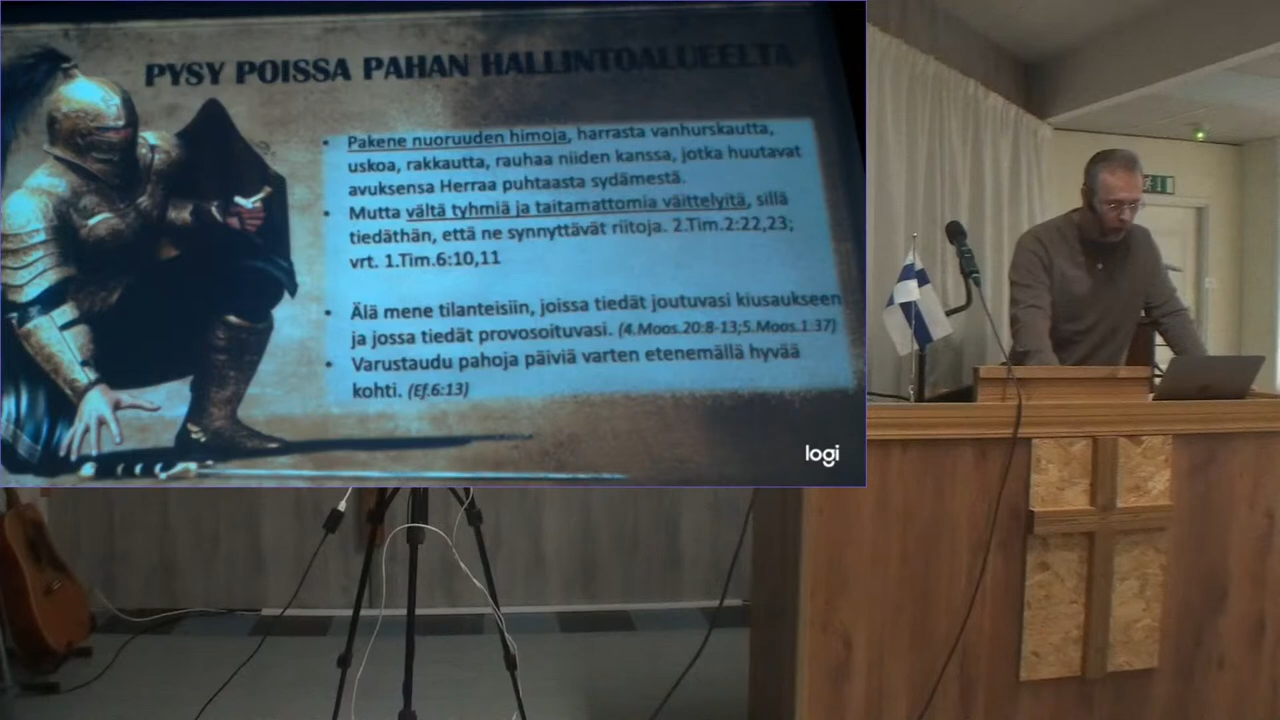 PYSY POISSA PAHAN HALLINTOALUEELTA
• Pakene nuoruuden himoja, harrasta vanhurskautta,
uskoa, rakkautta, rauhaa niiden kanssa, jotka huutavat
avuksensa Herraa puhtaasta sydämestä.
• Mutta vältä tyhmiä ja taitamattomia väittelyitä, sillä
tiedäthän, että ne synnyttävät riitoja. 2.Tim.2:22,23;
vrt. 1.Tim.6:10,11
• Älä mene tilanteisiin, joissa tiedät joutuvasi kiusaukseen
ja jossa tiedät provosoituvasi. (4.Moos.20:8-13;5.Moos.1:37)
• Varustaudu pahoja päiviä varten etenemällä hyvää
kohti. (Ef.6:13)
logi